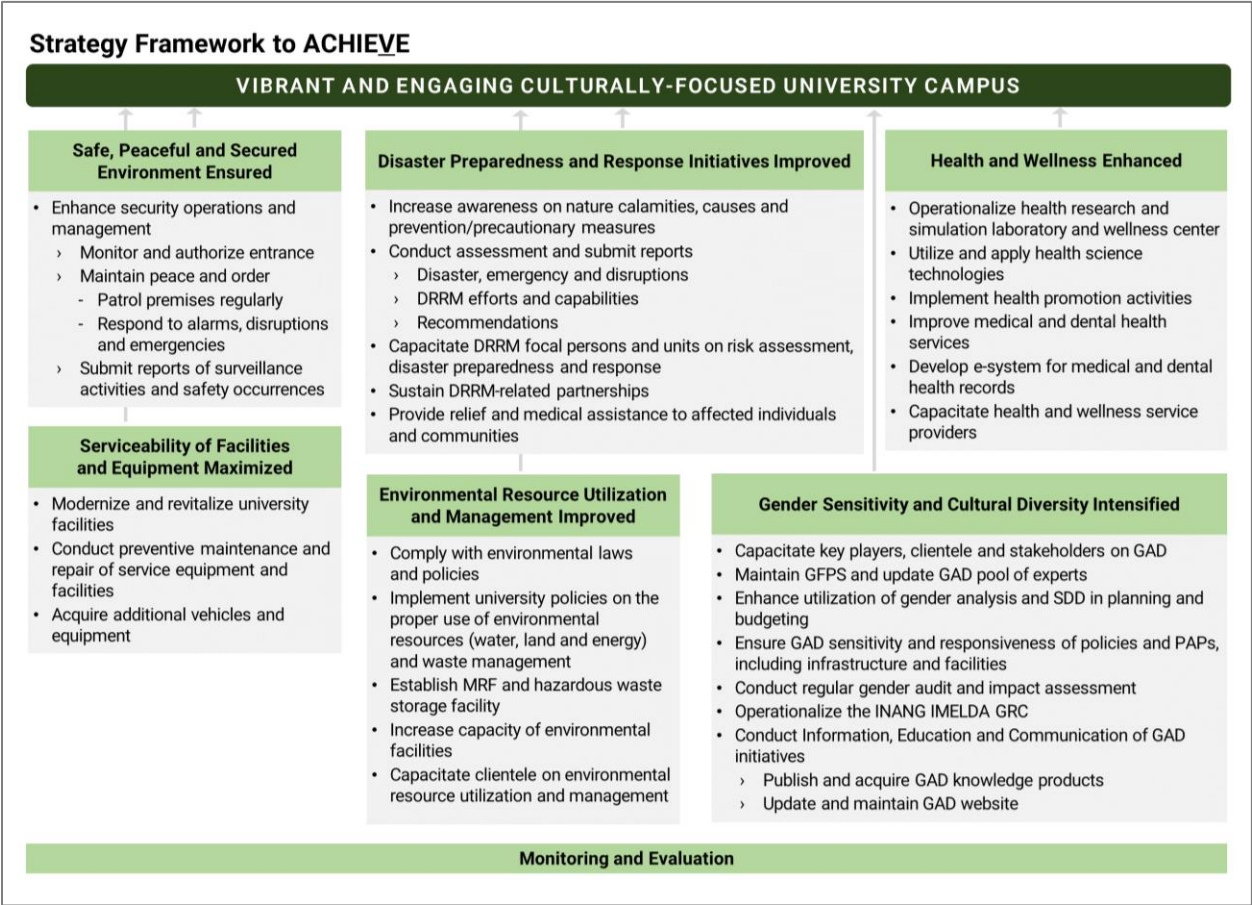 Strategy Framework to ACHIEVE
VIBRANT AND ENGAGING CULTURALLY-FOCUSED UNIVERSITY CAMPUS
Safe, Peaceful and Secured
Environment Ensured
• Enhance security operations and
management
› Monitor and authorize entrance
› Maintain peace and order
- Patrol premises regularly
- Respond to alarms, disruptions
and emergencies
› Submit reports of surveillance
activities and safety occurrences
Serviceability of Facilities
and Equipment Maximized
• Modernize and revitalize university
facilities
• Conduct preventive maintenance and
repair of service equipment and
facilities
• Acquire additional vehicles and
equipment
Disaster Preparedness and Response Initiatives Improved
• Increase awareness on nature calamities, causes and
prevention/precautionary measures
• Conduct assessment and submit reports
› Disaster, emergency and disruptions
› DRRM efforts and capabilities
› Recommendations
• Capacitate DRRM focal persons and units on risk assessment,
disaster preparedness and response
• Sustain DRRM-related partnerships
• Provide relief and medical assistance to affected individuals
and communities
Health and Wellness Enhanced
• Operationalize health research and
simulation laboratory and wellness center
• Utilize and apply health science
technologies
• Implement health promotion activities
• Improve medical and dental health
services
• Develop e-system for medical and dental
health records
• Capacitate health and wellness service
providers
Environmental Resource Utilization
and Management Improved
• Comply with environmental laws
and policies
• Implement university policies on the
proper use of environmental
resources (water, land and energy)
and waste management
• Establish MRF and hazardous waste
storage facility
• Increase capacity of environmental
facilities
• Capacitate clientele on environmental
resource utilization and management
Gender Sensitivity and Cultural Diversity Intensified
• Capacitate key players, clientele and stakeholders on GAD
• Maintain GFPS and update GAD pool of experts
• Enhance utilization of gender analysis and SDD in planning and
budgeting
• Ensure GAD sensitivity and responsiveness of policies and PAPs,
including infrastructure and facilities
• Conduct regular gender audit and impact assessment
• Operationalize the INANG IMELDA GRC
• Conduct Information, Education and Communication of GAD
initiatives
› Publish and acquire GAD knowledge products
› Update and maintain GAD website
Monitoring and Evaluation